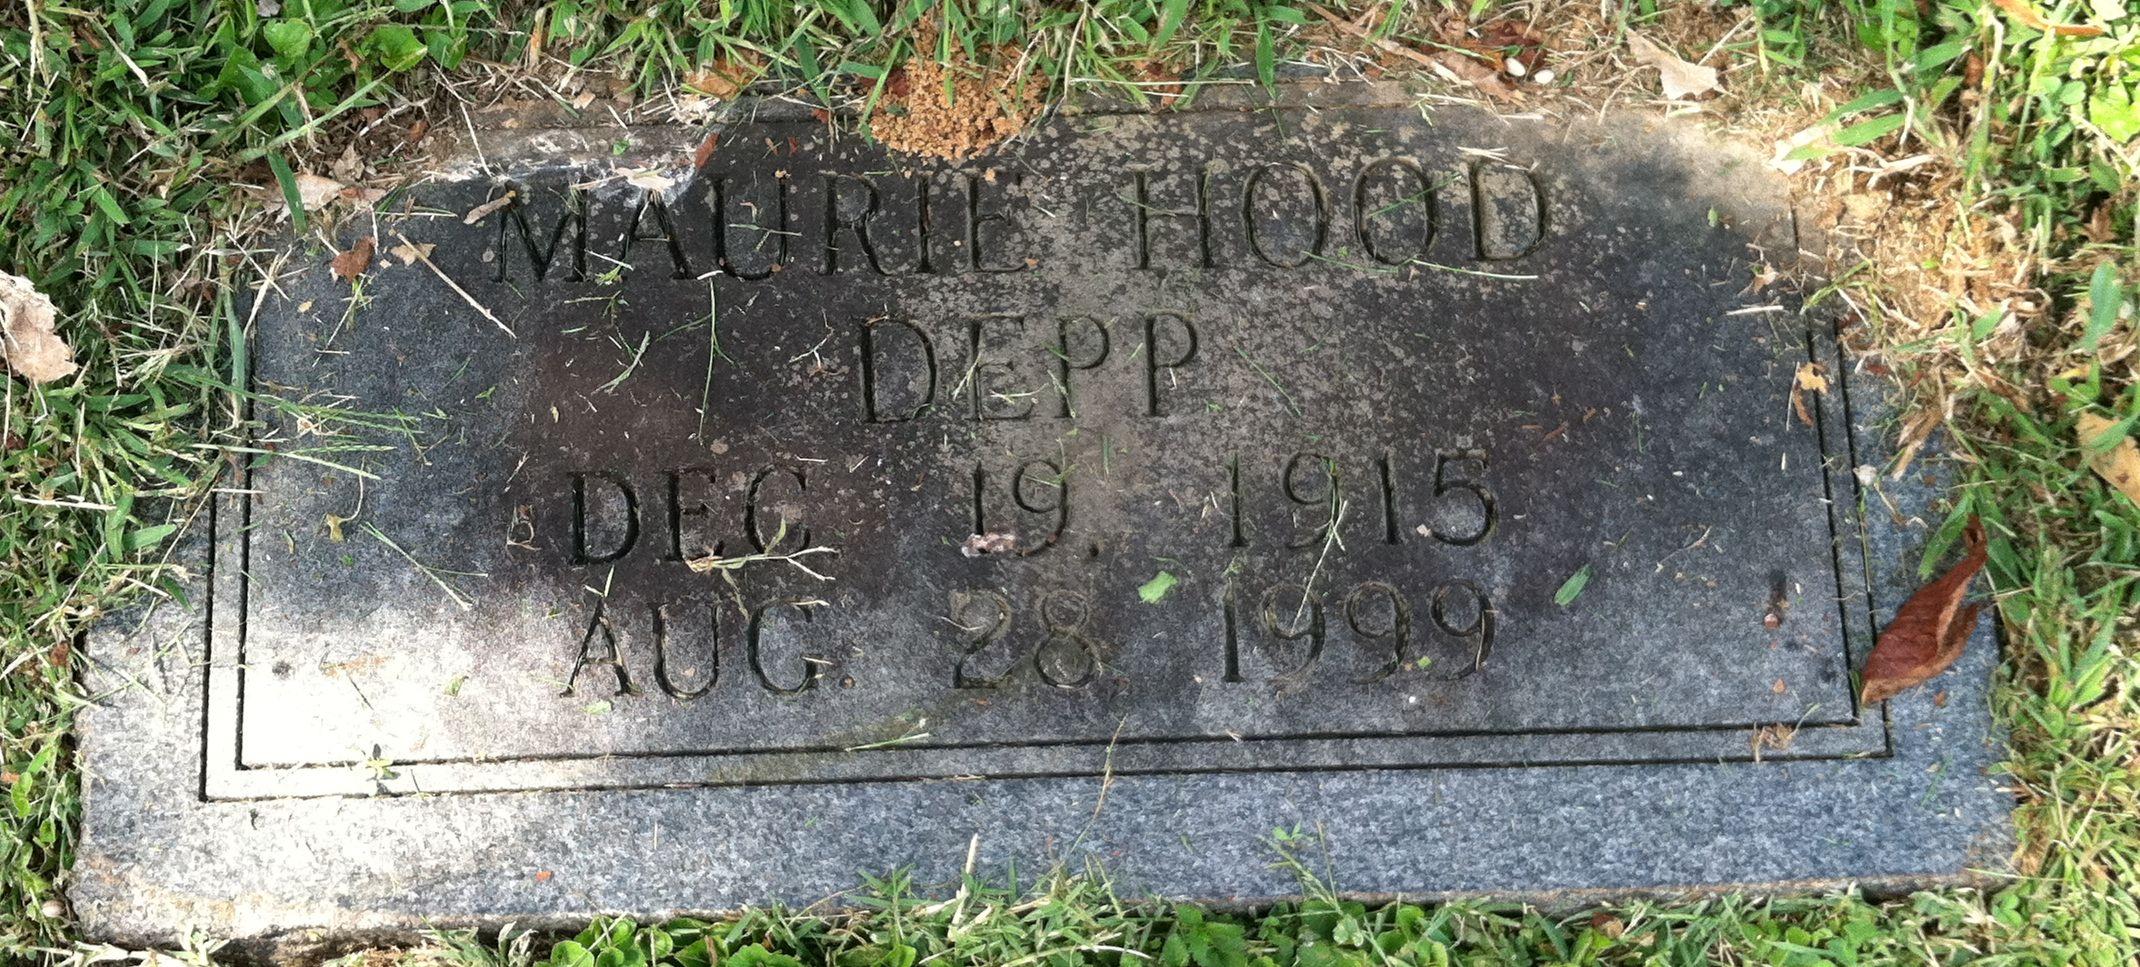 MAURIE HOOD
DEPP
DEC. 19, 1915
AUG. 28, 1999